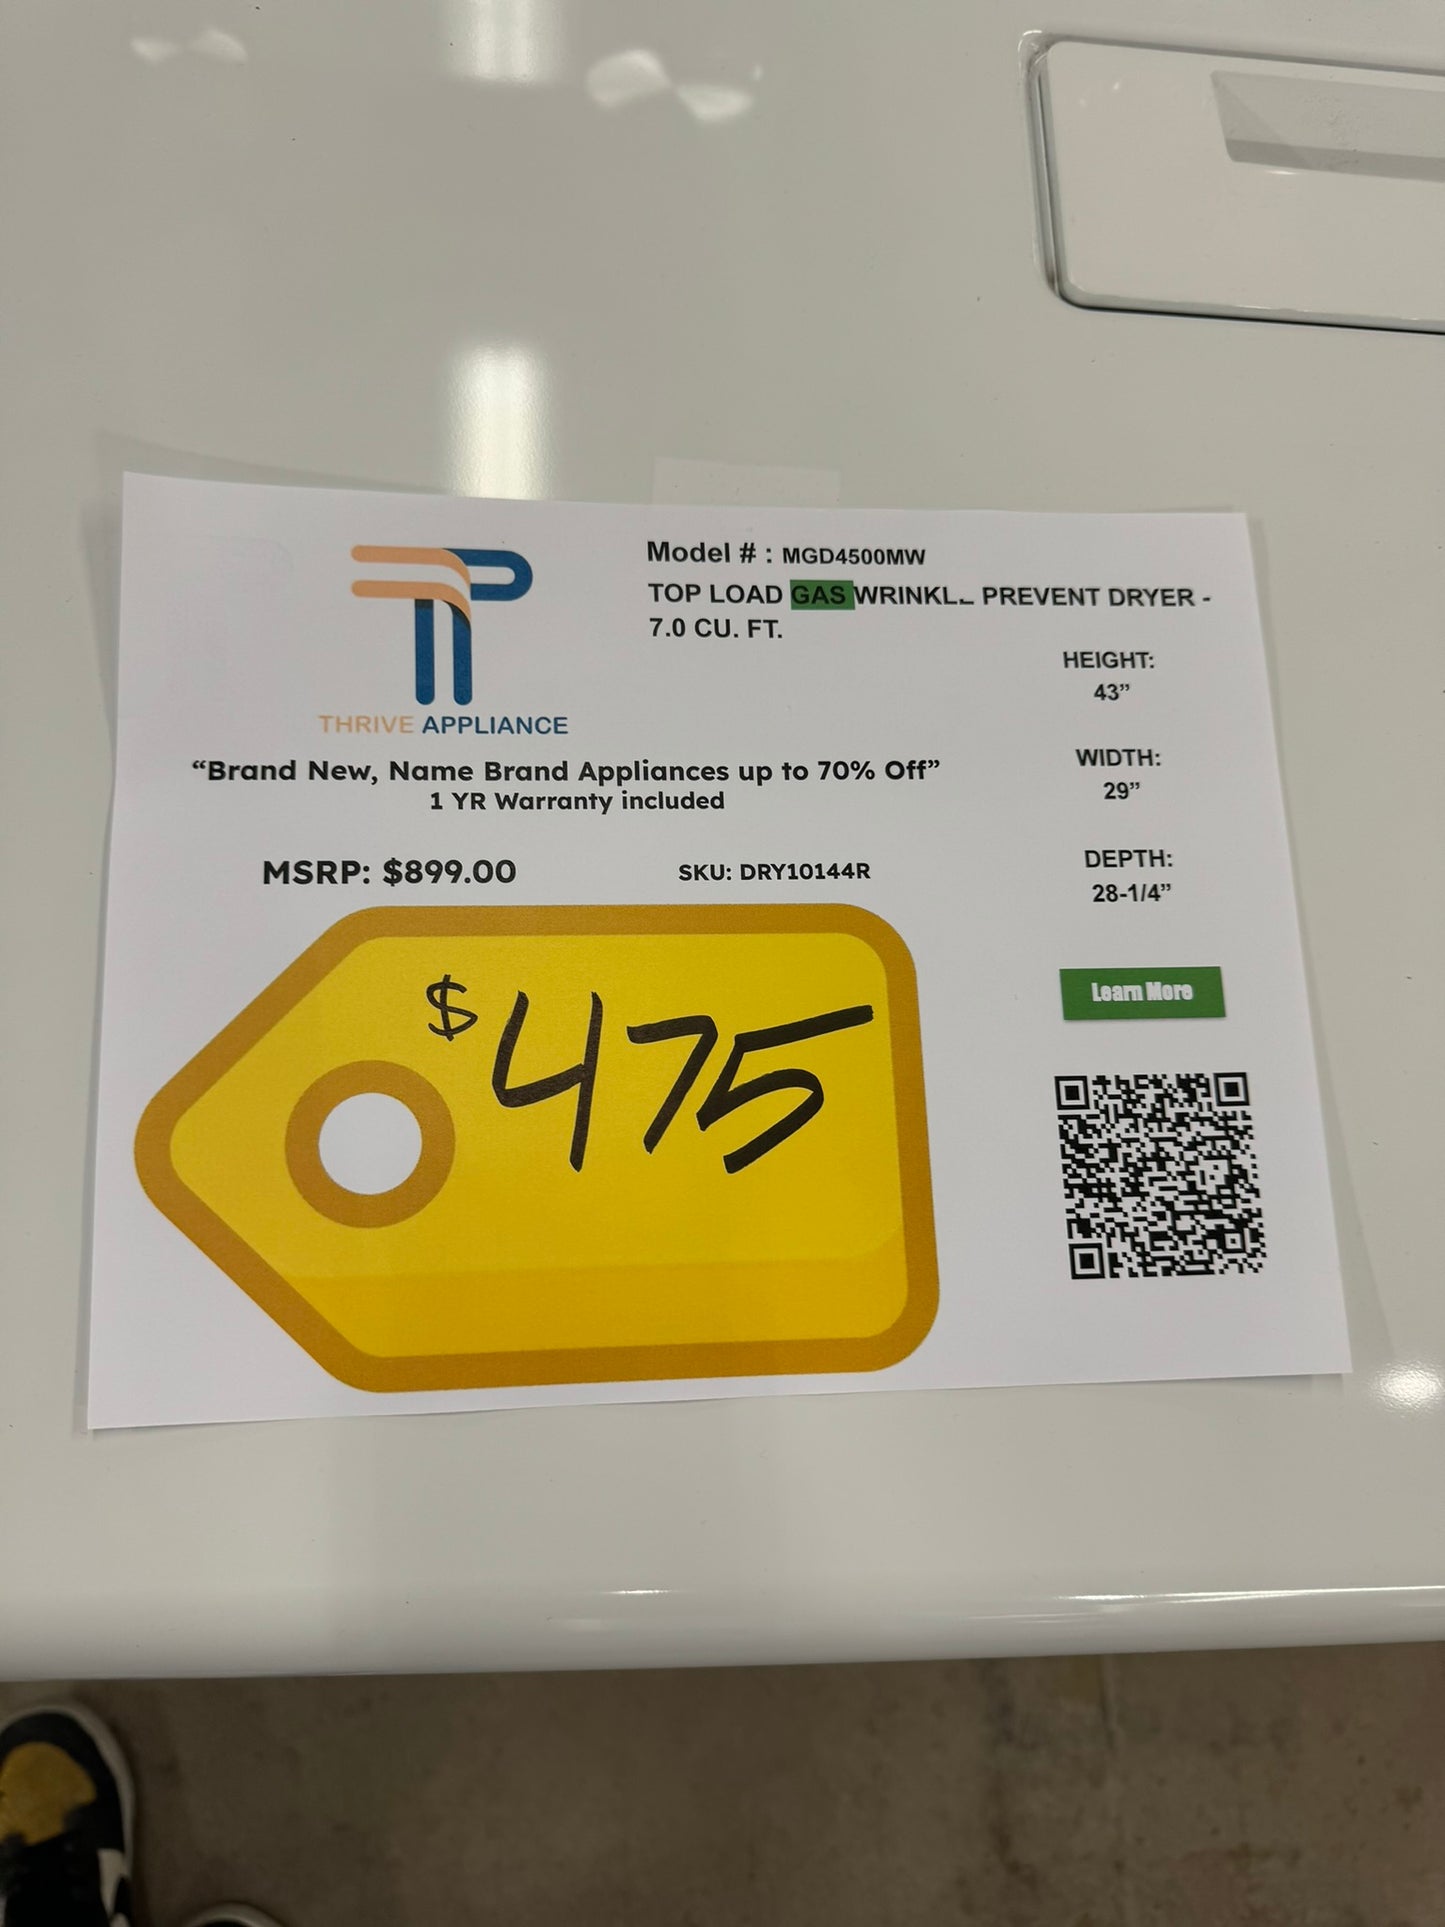 Model # : MGD4500MW
TOP LOAD GAS WRINKLE PREVENT DRYER -
7.0 CU. FT.
THRIVE APPLIANCE
“Brand New, Name Brand Appliances up to 70% Off”
1 YR Warranty included
MSRP: $899.00
SKU: DRY10144R
HEIGHT:
43”
WIDTH:
29”
DEPTH:
28-1/4”
Learn More
$475